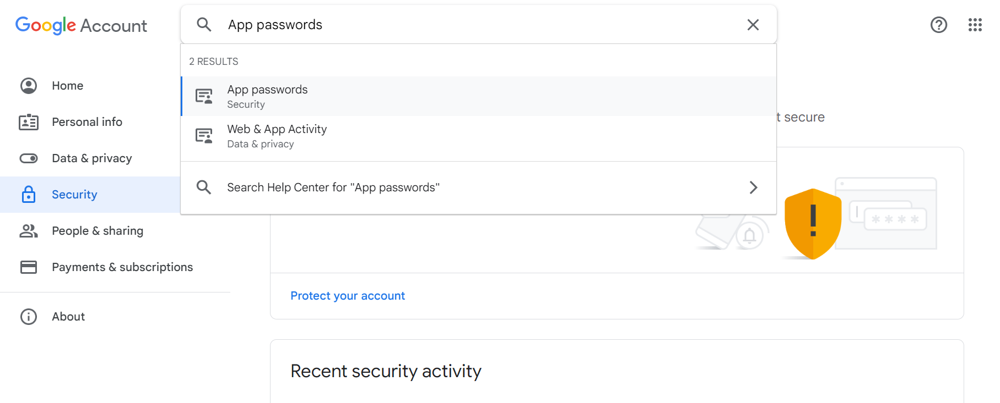 Google Account
App passwords
2 RESULTS
App passwords
Security
Web & App Activity
Data & privacy
Search Help Center for "App passwords"
Home
Personal info
Data & privacy
Security
People & sharing
Payments & subscriptions
About
t secure
****
Protect your account
Recent security activity